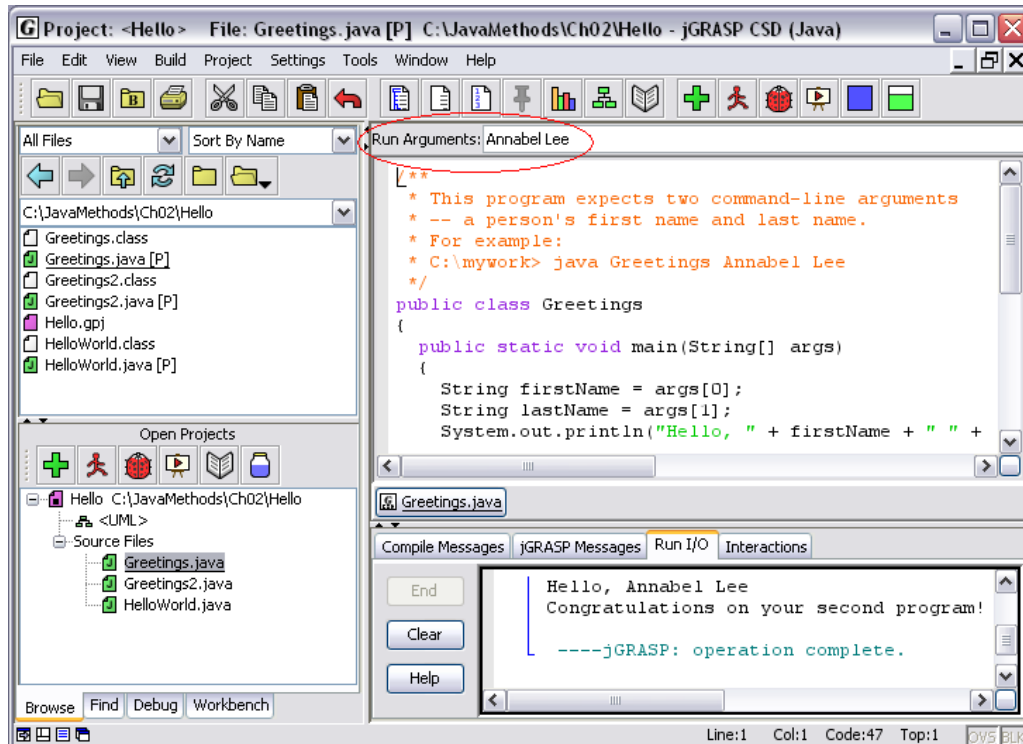 Project: <Hello> File: Greetings.java [P] C:\JavaMethods\Ch02\Hello - jGRASP CSD (Java)
File Edit View Build Project Settings Tools Window Help
All Files Sort By Name
C:\JavaMethods\Ch02\Hello
Greetings.class
Greetings.java [P]
Greetings2.class
Greetings2.java [P]
Hello.gpj
HelloWorld.class
HelloWorld.java [P]
Open Projects
Hello C:\JavaMethods\Ch02\Hello
<UML>
Source Files
Greetings.java
Greetings2.java
HelloWorld.java
Browse Find Debug Workbench
Run Arguments: Annabel Lee
/**
* This program expects two command-line arguments
* -- a person's first name and last name.
* For example:
* C:\mywork> java Greetings Annabel Lee
*/
public class Greetings
{
public static void main(String[] args)
{
String firstName = args[0];
String lastName = args[1];
System.out.println("Hello, " + firstName + " " +
Greetings.java
Compile Messages jGRASP Messages Run I/O Interactions
End
Clear
Help
Hello, Annabel Lee
Congratulations on your second program!
----jGRASP: operation complete.
Line:1 Col:1 Code:47 Top:1 OVS BLK